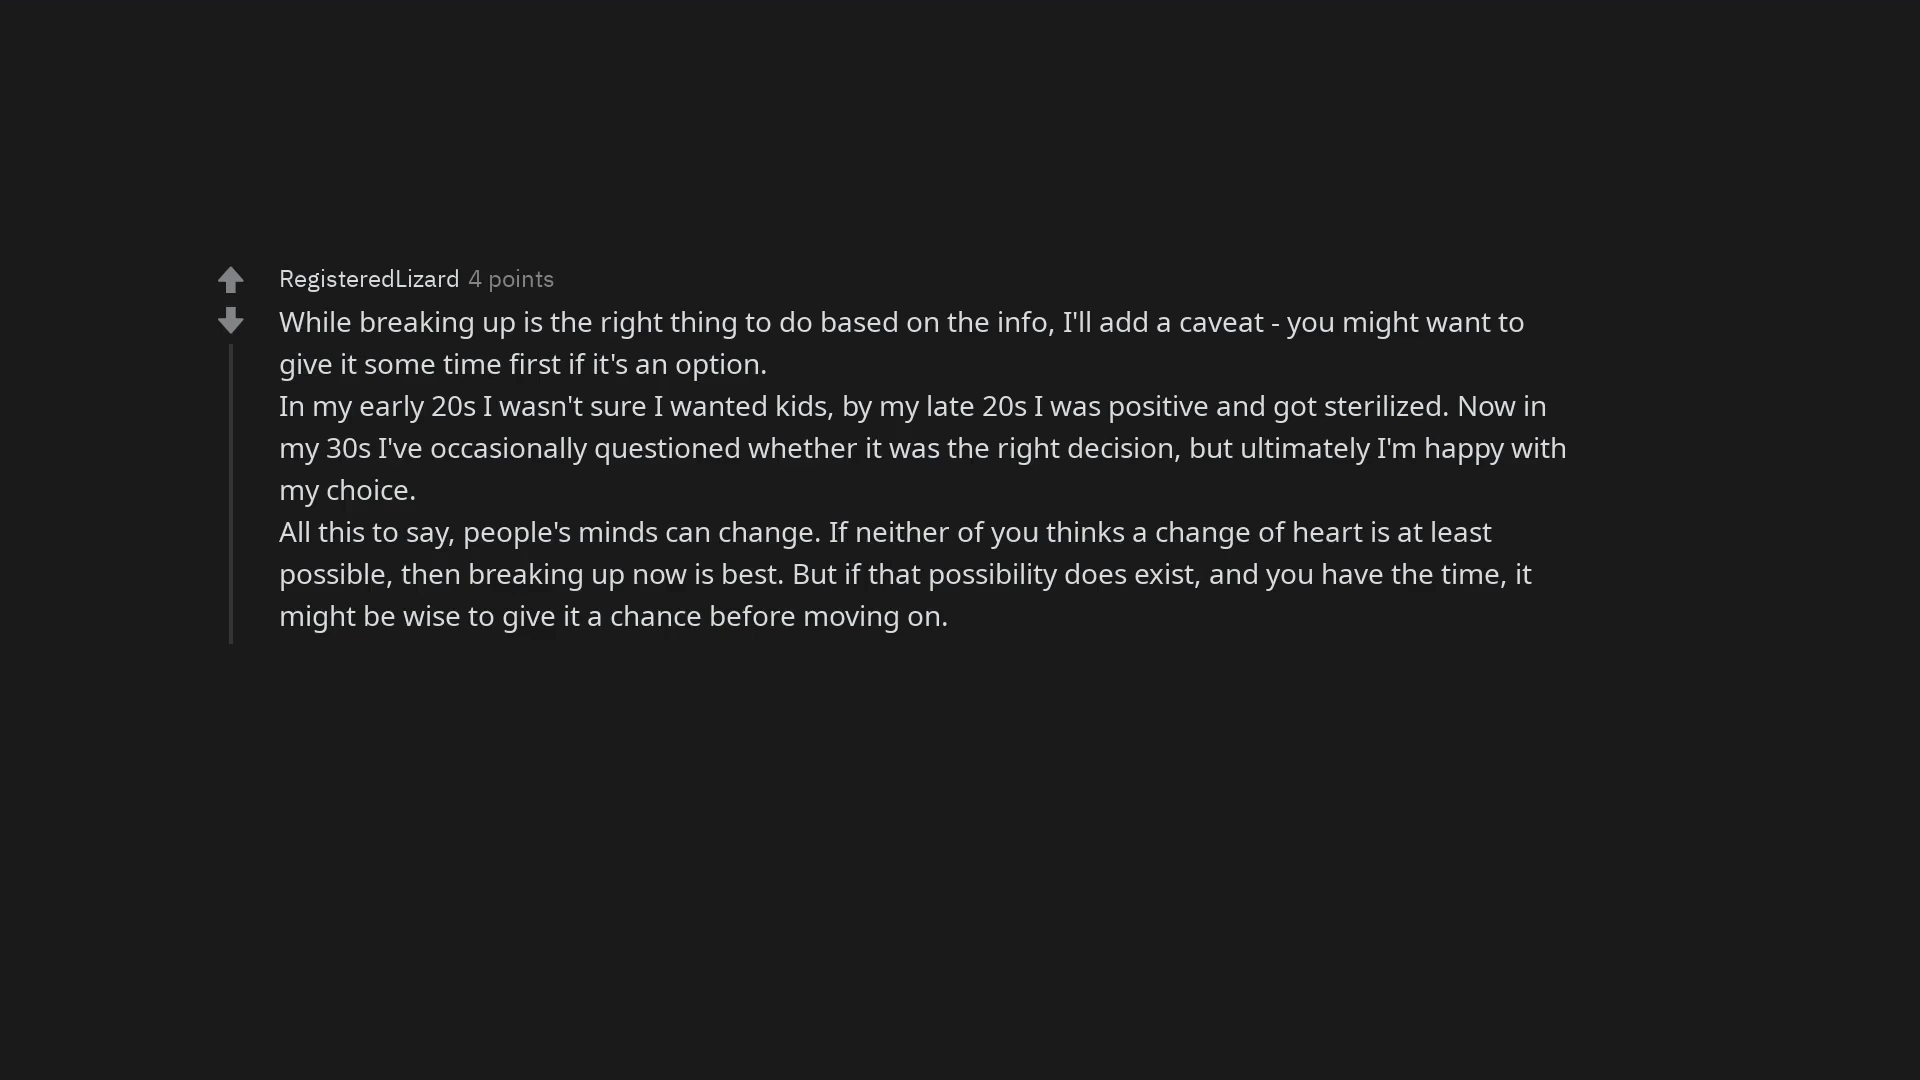 RegisteredLizard 4 points
While breaking up is the right thing to do based on the info, I'll add a caveat - you might want to
give it some time first if it's an option.
In my early 20s I wasn't sure I wanted kids, by my late 20s I was positive and got sterilized. Now in
my 30s I've occasionally questioned whether it was the right decision, but ultimately I'm happy with
my choice.
All this to say, people's minds can change. If neither of you thinks a change of heart is at least
possible, then breaking up now is best. But if that possibility does exist, and you have the time, it
might be wise to give it a chance before moving on.